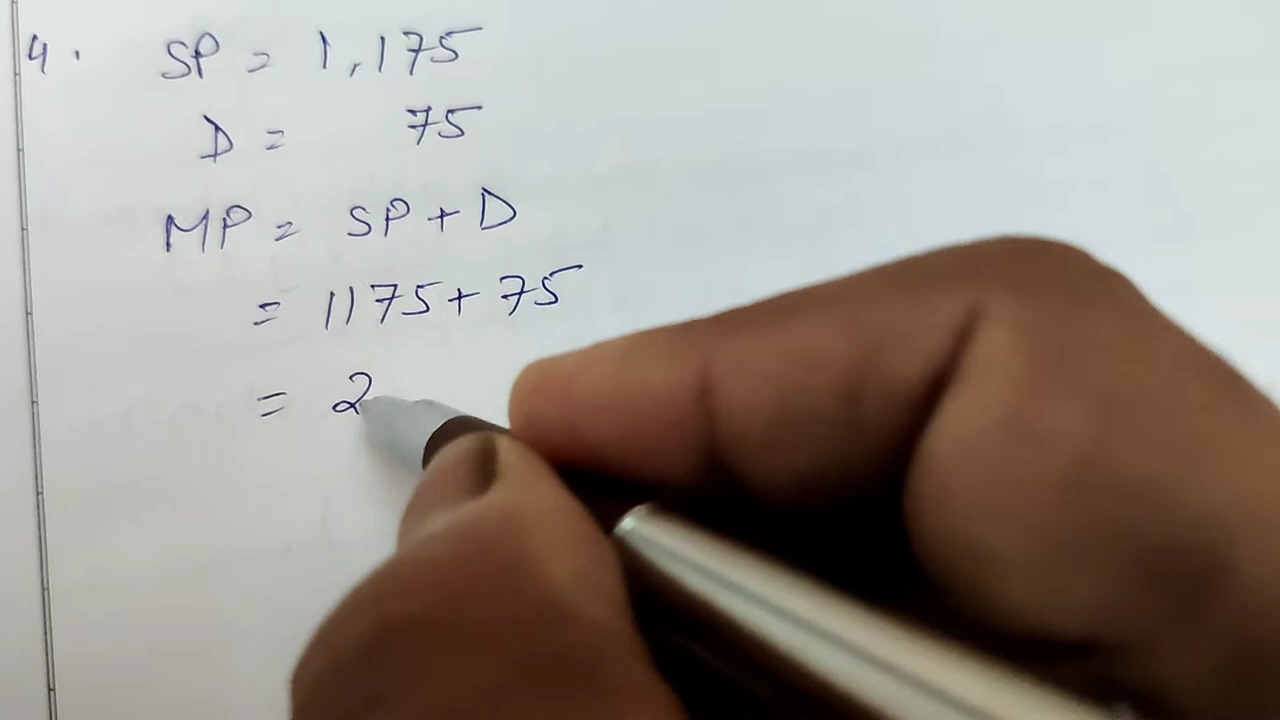 4. SP = 1,175
D = 75
MP = SP + D
= 1175 + 75
= 2